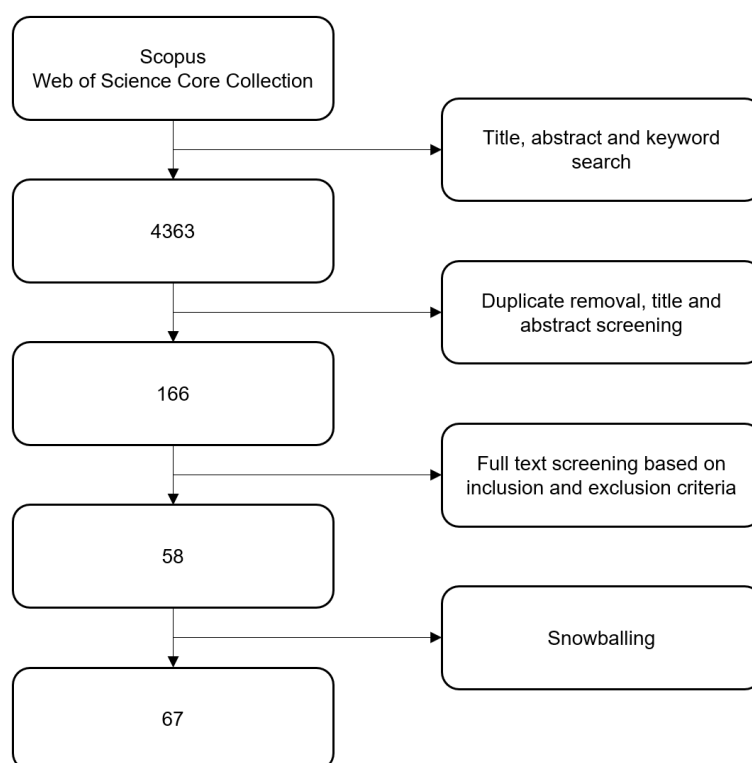 Scopus
Web of Science Core Collection
Title, abstract and keyword
search
4363
Duplicate removal, title and
abstract screening
166
Full text screening based on
inclusion and exclusion criteria
58
Snowballing
67